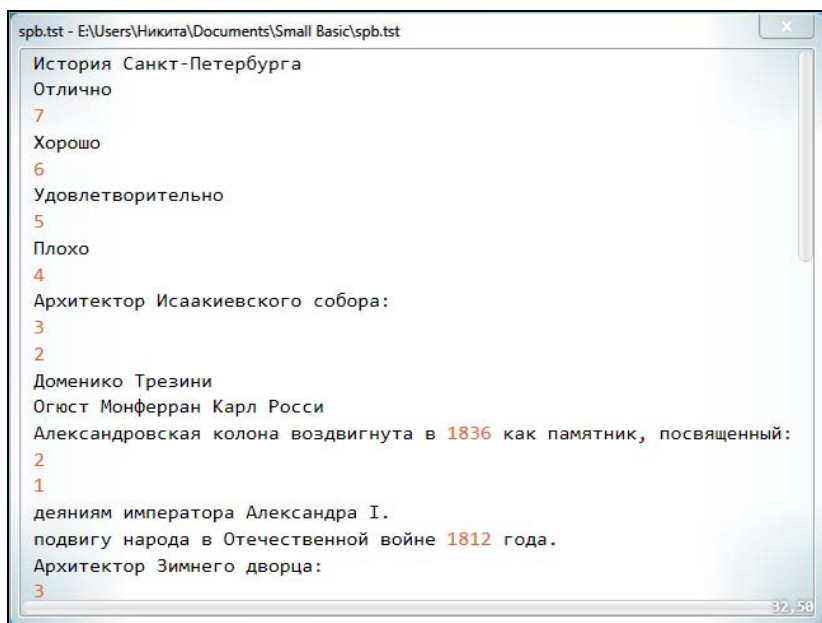 spb.tst - E:\Users\Никита\Documents\Small Basic\spb.tst
История Санкт-Петербурга
Отлично
7
Хорошо
6
Удовлетворительно
5
Плохо
4
Архитектор Исаакиевского собора:
3
2
Доменико Трезини
Огюст Монферран Карл Росси
Александровская колона воздвигнута в 1836 как памятник, посвященный:
2
1
деяниям императора Александра I.
подвигу народа в Отечественной войне 1812 года.
Архитектор Зимнего дворца:
3
32,50